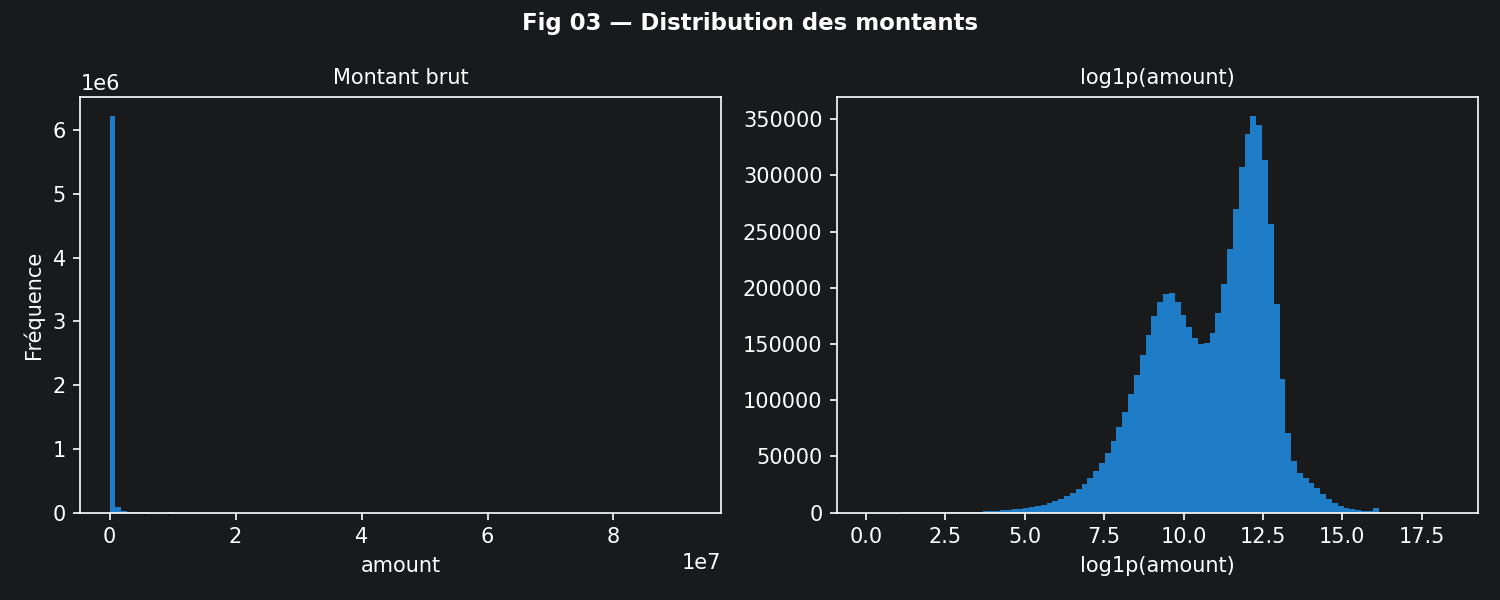 Fig 03 — Distribution des montants
Montant brut
1e6
6
5
4
3
2
1
0
Fréquence
0 2 4 6 8
1e7
amount
log1p(amount)
350000
300000
250000
200000
150000
100000
50000
0
0.0 2.5 5.0 7.5 10.0 12.5 15.0 17.5
log1p(amount)